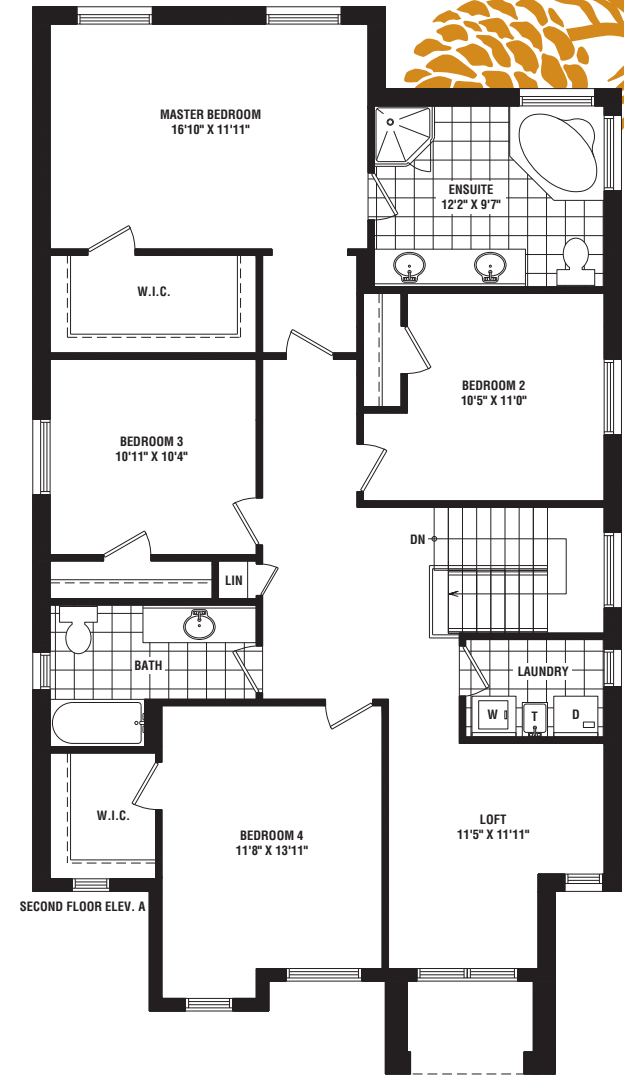 MASTER BEDROOM
16'10" X 11'11"
ENSUITE
12'2" X 9'7"
W.I.C.
BEDROOM 2
10'5" X 11'0"
BEDROOM 3
10'11" X 10'4"
DN
LIN
BATH
LAUNDRY
W
T
D
W.I.C.
LOFT
11'5" X 11'11"
BEDROOM 4
11'8" X 13'11"
SECOND FLOOR ELEV. A